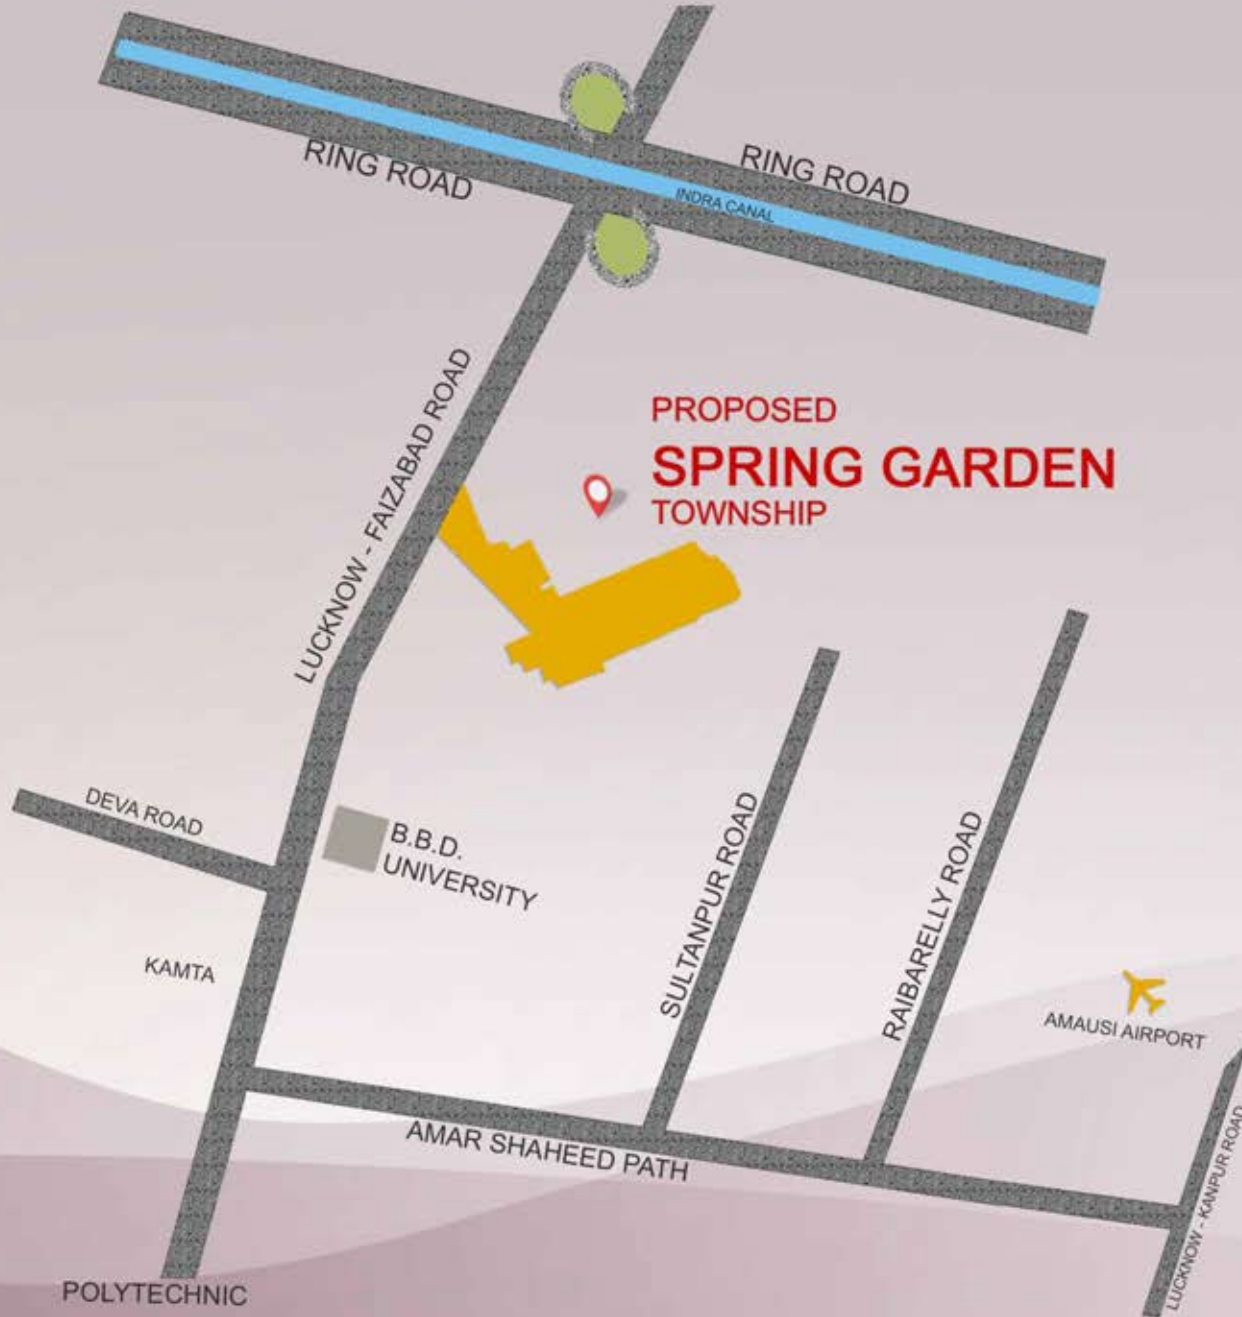 RING ROAD
RING ROAD
INDRA CANAL
LUCKNOW - FAIZABAD ROAD
PROPOSED
SPRING GARDEN
TOWNSHIP
DEVA ROAD
B.B.D.
UNIVERSITY
SULTANPUR ROAD
RAIBARELLY ROAD
KAMTA
AMAUSI AIRPORT
AMAR SHAHEED PATH
LUCKNOW - KANPUR ROAD
POLYTECHNIC